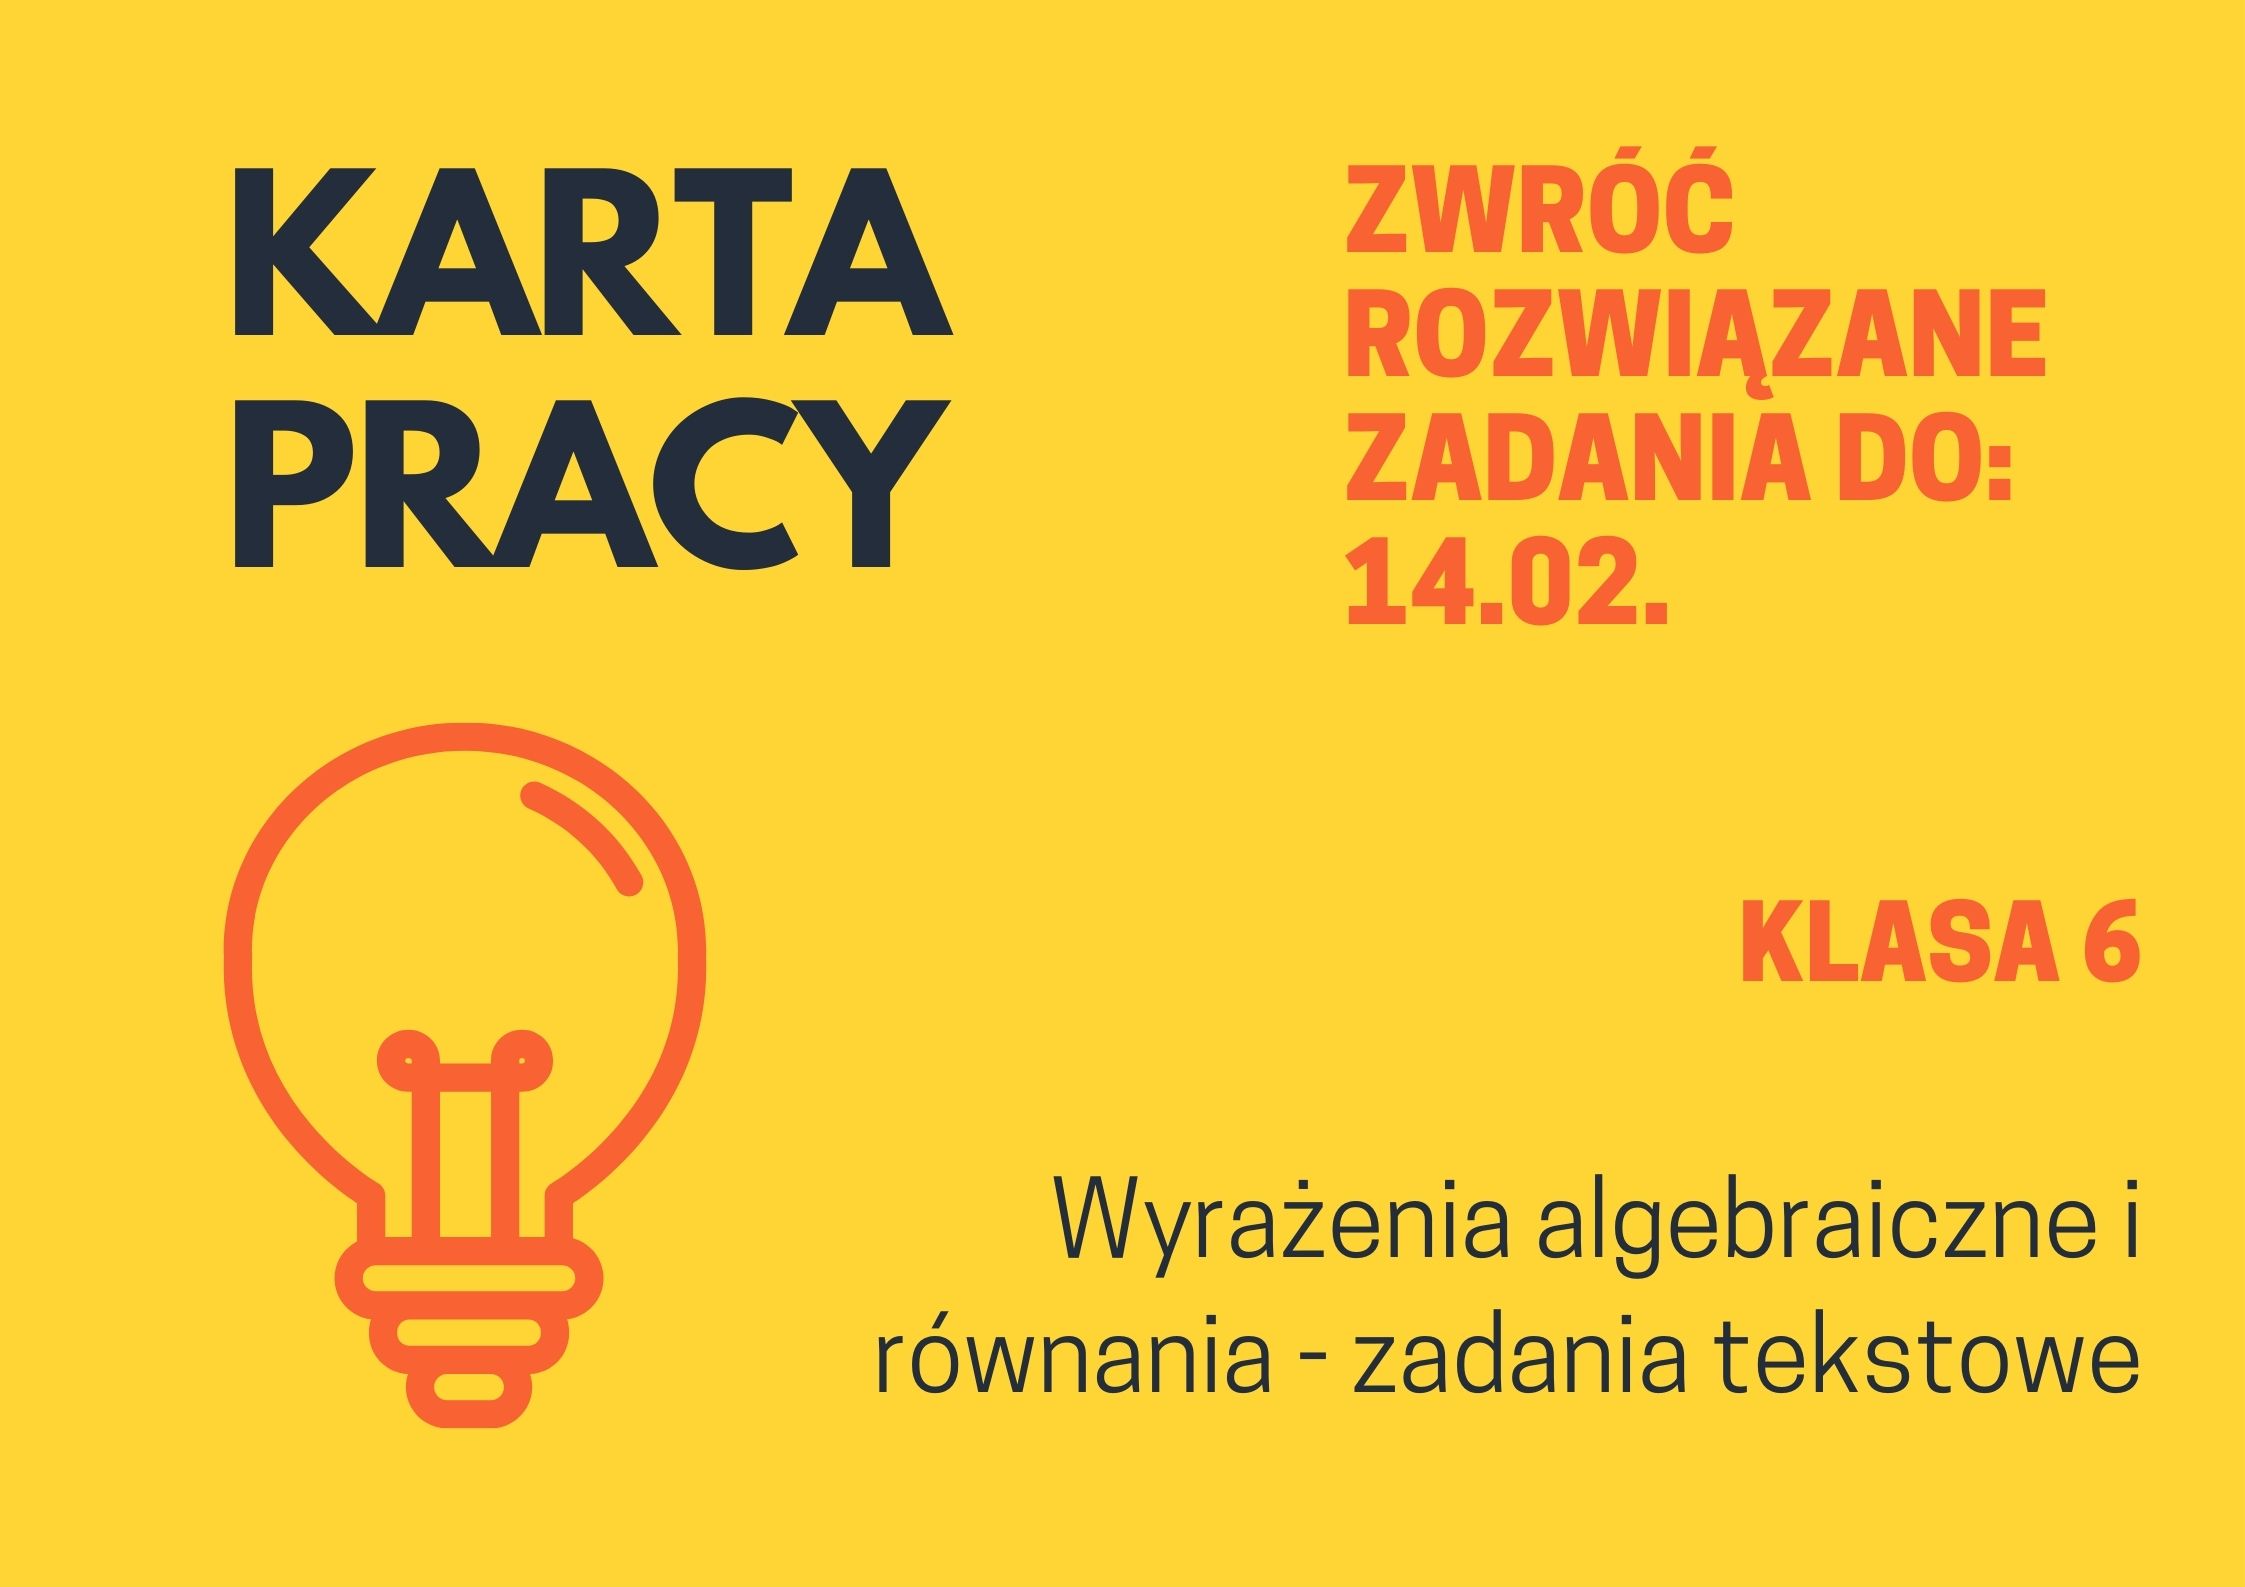 KARTA
PRACY
ZWRÓĆ
ROZWIĄZANE
ZADANIA DO:
14.02.
KLASA 6
Wyrażenia algebraiczne i
równania - zadania tekstowe